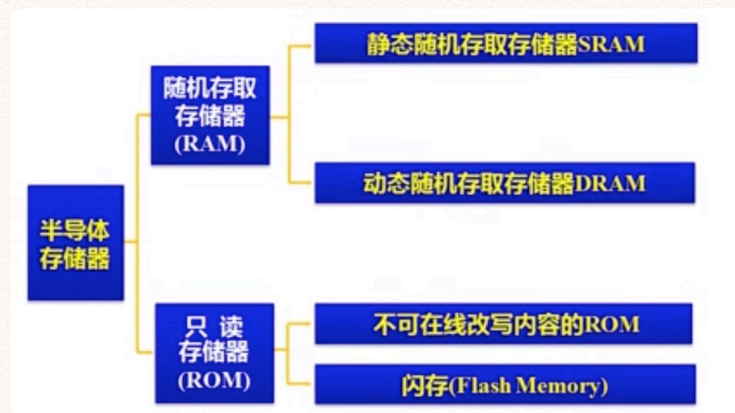 半导体
存储器
随机存取
存储器
(RAM)
静态随机存取存储器SRAM
动态随机存取存储器DRAM
只 读
存储器
(ROM)
不可在线改写内容的ROM
闪存(Flash Memory)